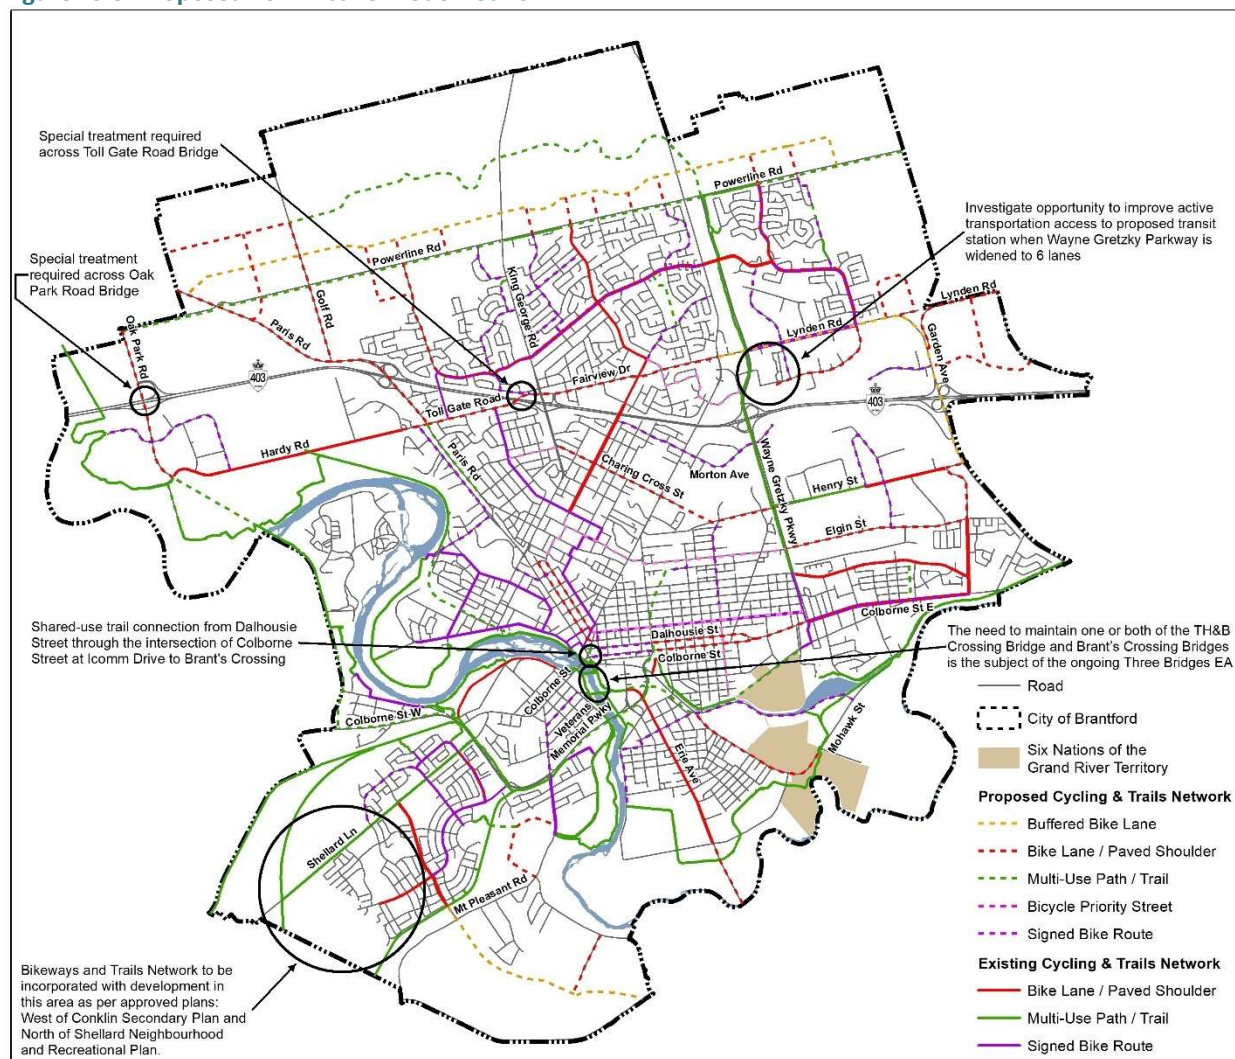 Special treatment required
across Toll Gate Road Bridge
Powerline Rd
Investigate opportunity to improve active
transportation access to proposed transit
station when Wayne Gretzky Parkway is
widened to 6 lanes
Special treatment
required across Oak
Park Road Bridge
Powerline Rd
King George Rd
Golf Rd
Oak Park Rd
Paris Rd
Lynden Rd
Lynden Rd
Garden Ave
403
Fairview Dr
Toll Gate Road
403
Hardy Rd
Paris Rd
Charing Cross St
Morton Ave
Wayne Gretzky Pkwy
Henry St
Elgin St
Shared-use trail connection from Dalhousie
Street through the intersection of Colborne
Street at Icomm Drive to Brant's Crossing
Dalhousie St
Colborne St E
Colborne St
The need to maintain one or both of the TH&B
Crossing Bridge and Brant's Crossing Bridges
is the subject of the ongoing Three Bridges EA
Colborne St W
Colborne St
Veterans
Memorial Pkwy
Erie Ave
Mohawk St
Shellard Ln
Mt Pleasant Rd
Bikeways and Trails Network to be
incorporated with development in
this area as per approved plans:
West of Conklin Secondary Plan and
North of Shellard Neighbourhood
and Recreational Plan.
Road
City of Brantford
Six Nations of the
Grand River Territory
Proposed Cycling & Trails Network
Buffered Bike Lane
Bike Lane / Paved Shoulder
Multi-Use Path / Trail
Bicycle Priority Street
Signed Bike Route
Existing Cycling & Trails Network
Bike Lane / Paved Shoulder
Multi-Use Path / Trail
Signed Bike Route